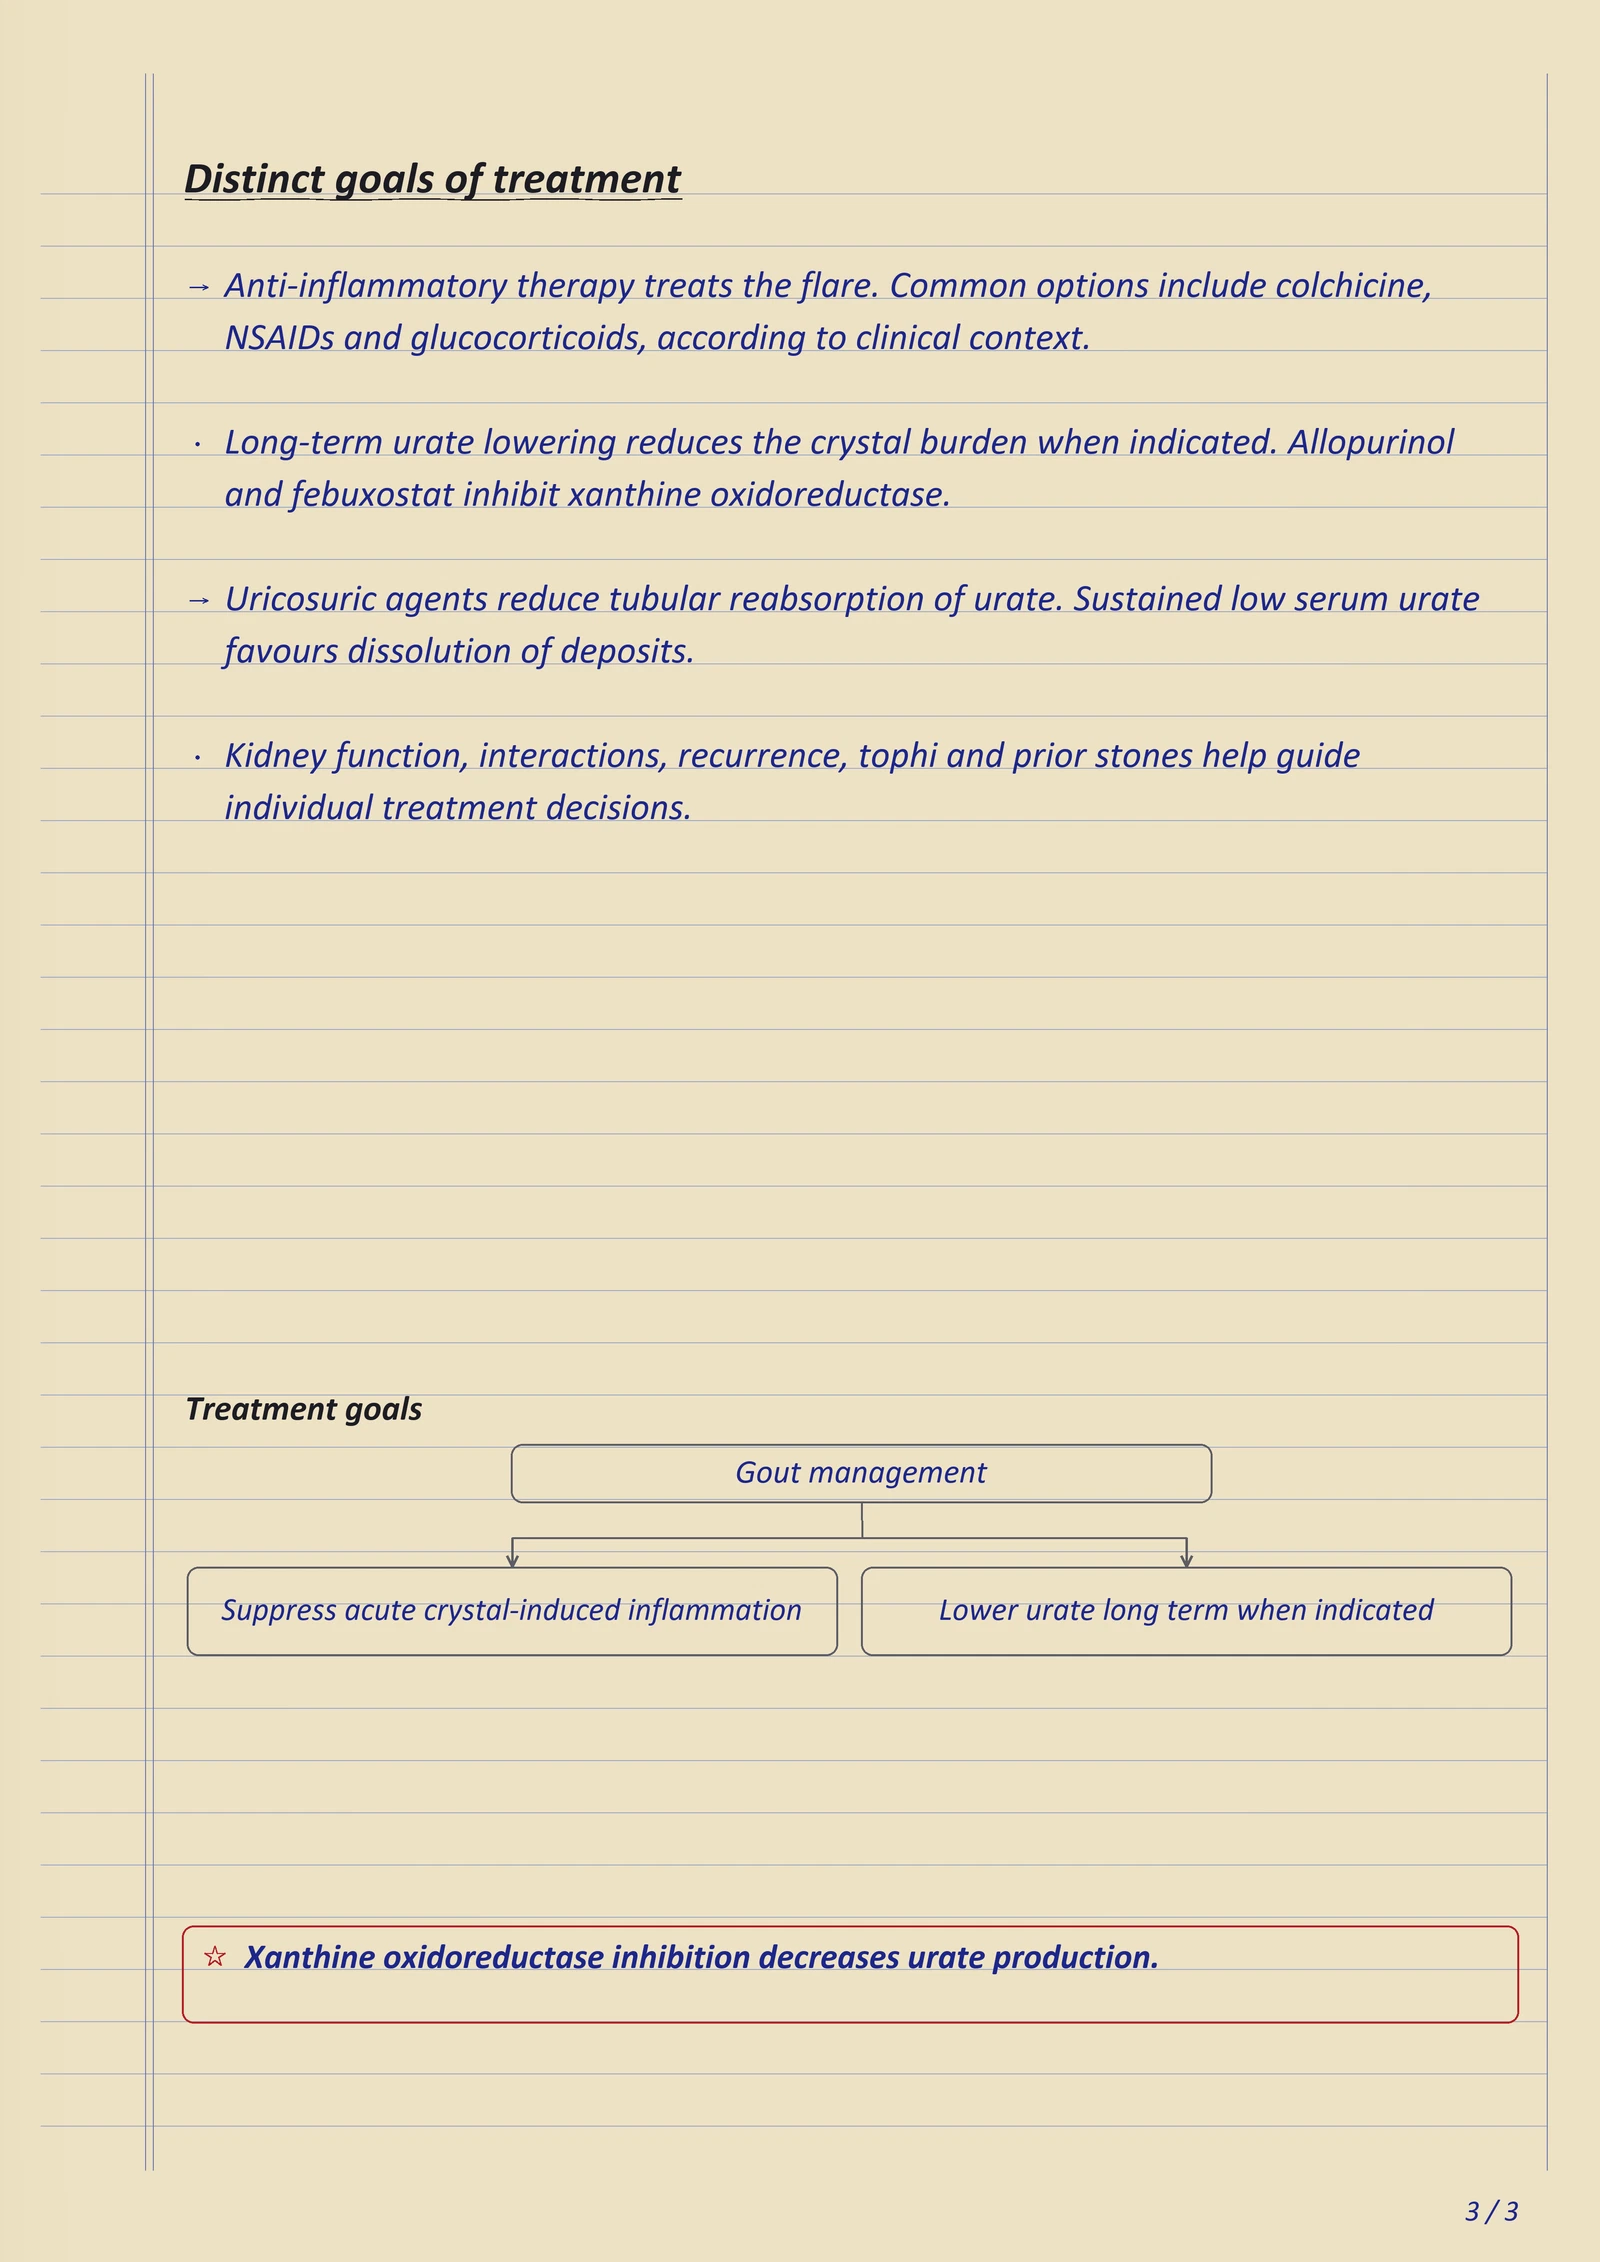 Distinct goals of treatment
→ Anti-inflammatory therapy treats the flare. Common options include colchicine,
NSAIDs and glucocorticoids, according to clinical context.
· Long-term urate lowering reduces the crystal burden when indicated. Allopurinol
and febuxostat inhibit xanthine oxidoreductase.
→ Uricosuric agents reduce tubular reabsorption of urate. Sustained low serum urate
favours dissolution of deposits.
· Kidney function, interactions, recurrence, tophi and prior stones help guide
individual treatment decisions.
Treatment goals
Gout management
Suppress acute crystal-induced inflammation
Lower urate long term when indicated
☆ Xanthine oxidoreductase inhibition decreases urate production.
3 / 3